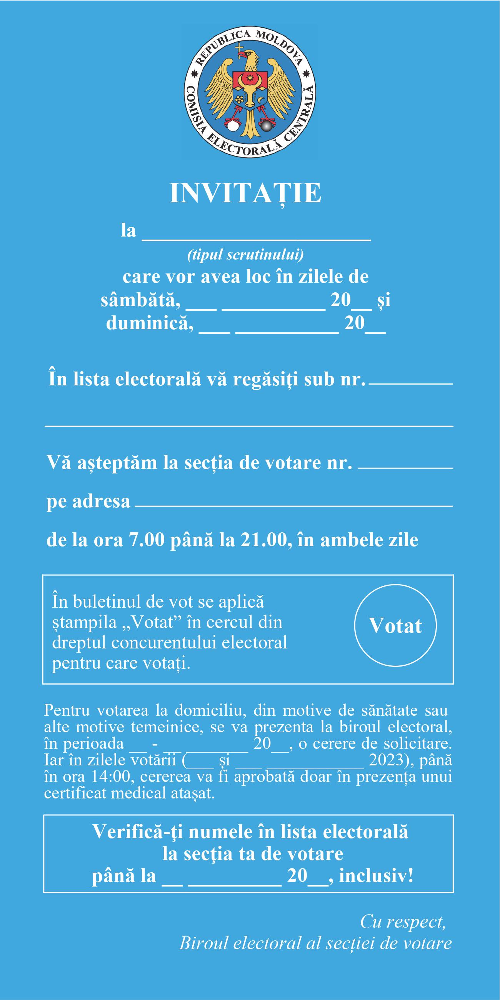 REPUBLICA MOLDOVA
COMISIA ELECTORALĂ CENTRALĂ
INVITAȚIE
la ______________________
(tipul scrutinului)
care vor avea loc în zilele de
sâmbătă, ___ __________ 20__ și
duminică, ___ __________ 20__
În lista electorală vă regăsiți sub nr. ________
Vă așteptăm la secția de votare nr. _________
pe adresa ______________________________
de la ora 7.00 până la 21.00, în ambele zile
În buletinul de vot se aplică
ștampila „Votat” în cercul din
dreptul concurentului electoral
pentru care votați.
Votat
Pentru votarea la domiciliu, din motive de sănătate sau
alte motive temeinice, se va prezenta la biroul electoral,
în perioada __ - __ _______ 20__, o cerere de solicitare.
Iar în zilele votării (___ și ___ ___________ 2023), până
în ora 14:00, cererea va fi aprobată doar în prezența unui
certificat medical atașat.
Verifică-ţi numele în lista electorală
la secţia ta de votare
până la __ _________ 20__, inclusiv!
Cu respect,
Biroul electoral al secției de votare